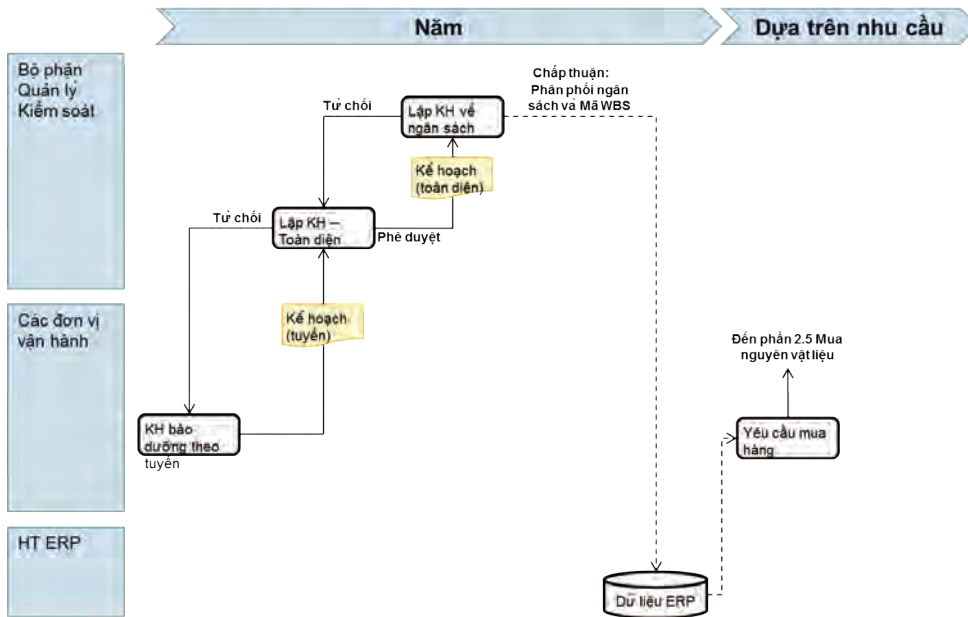 Năm
Dựa trên nhu cầu
Bộ phận
Quản lý
Kiểm soát
Từ chối
Lập KH về
ngân sách
Chấp thuận:
Phân phối ngân
sách và Mã WBS
Kế hoạch
(toàn diện)
Từ chối
Lập KH –
Toàn diện
Phê duyệt
Các đơn vị
vận hành
Kế hoạch
(tuyến)
Đến phần 2.5 Mua
nguyên vật liệu
KH bảo
dưỡng theo
tuyến
Yêu cầu mua
hàng
HT ERP
Dữ liệu ERP